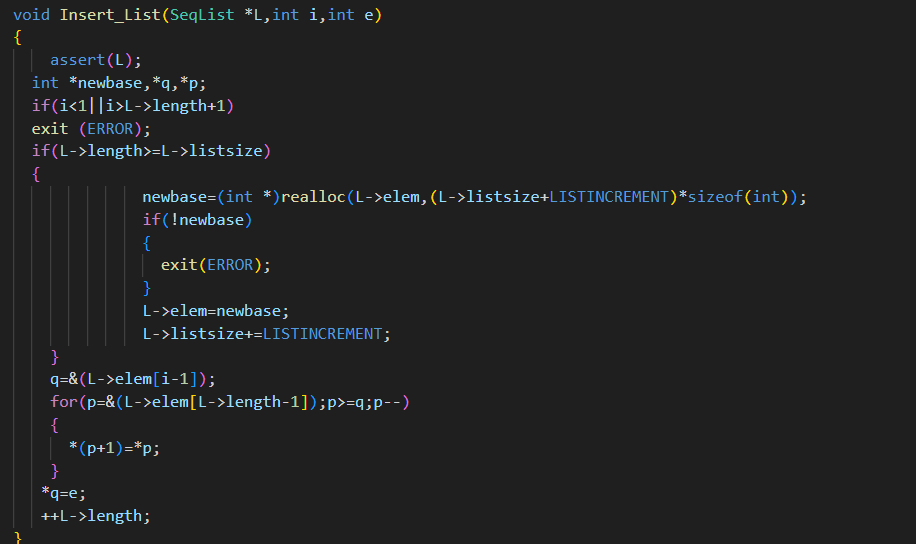 void Insert_List(SeqList *L,int i,int e)
{
assert(L);
int *newbase,*q,*p;
if(i<1||i>L->length+1)
exit (ERROR);
if(L->length>=L->listsize)
{
newbase=(int *)realloc(L->elem,(L->listsize+LISTINCREMENT)*sizeof(int));
if(!newbase)
{
exit(ERROR);
}
L->elem=newbase;
L->listsize+=LISTINCREMENT;
}
q=&(L->elem[i-1]);
for(p=&(L->elem[L->length-1]);p>=q;p--)
{
*(p+1)=*p;
}
*q=e;
++L->length;
}